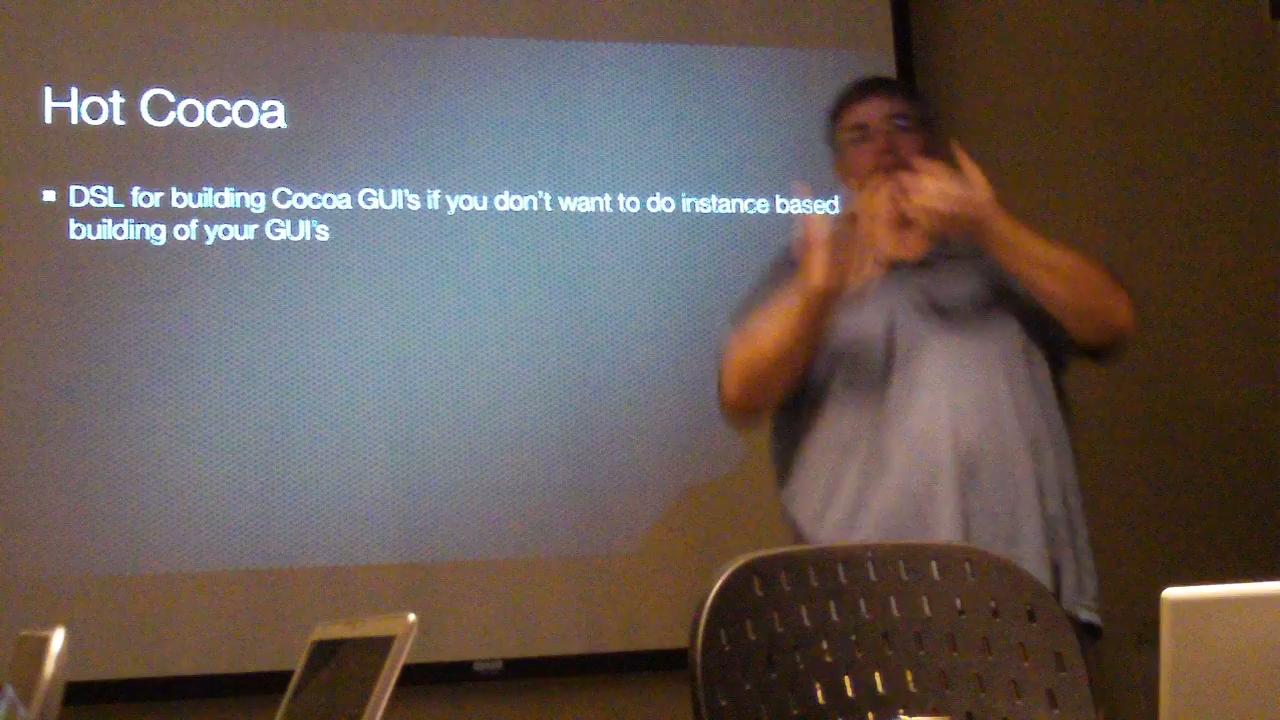 Hot Cocoa
DSL for building Cocoa GUI's if you don't want to do instance based
building of your GUI's